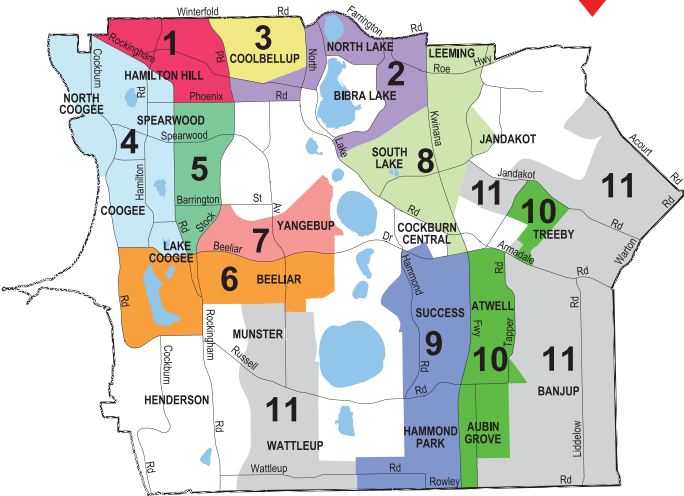 Winterfold Rd
Farrington Rd
Rockingham Rd
1
3
COOLBELLUP
North
NORTH LAKE
LEEMING
Hwy
Roe
2
Cockburn
HAMILTON HILL
Phoenix Rd
BIBRA LAKE
NORTH
COOGEE
Rd
SPEARWOOD
Spearwood
4
5
Lake
Kwinana
JANDAKOT
SOUTH
LAKE
8
Acourt
Rd
Jandakot
Rd
11
11
10
TREEBY
Hamilton
COOGEE
Barrington St
Stock
Rd
Av
YANGEBUP
7
Beeliar
Dr
Rd
COCKBURN
CENTRAL
Armadale
Rd
Warton
Rd
LAKE
COOGEE
6
BEELIAR
Rd
Hammond
Rd
SUCCESS
9
Rd
ATWELL
Fwy
Tapper
10
Rd
11
BANJUP
Liddelow
Rockingham
Rd
MUNSTER
Russell
Rd
Cockburn
Rd
HENDERSON
11
WATTLEUP
Wattleup Rd
HAMMOND
PARK
AUBIN
GROVE
Rowley Rd